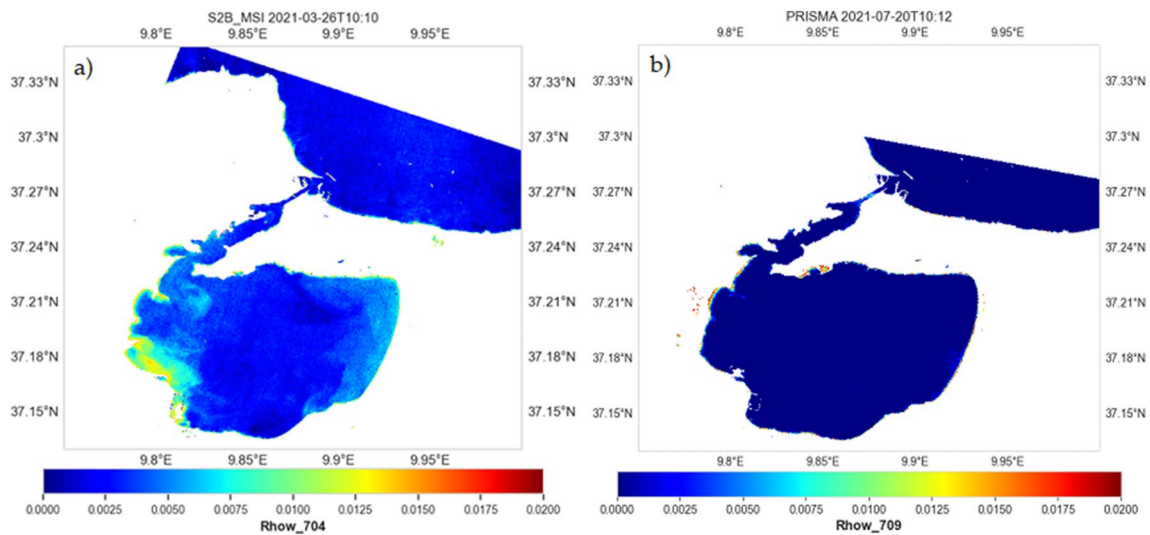 S2B_MSI 2021-03-26T10:10
9.8°E 9.85°E 9.9°E 9.95°E
a)
37.33°N 37.33°N
37.3°N 37.3°N
37.27°N 37.27°N
37.24°N 37.24°N
37.21°N 37.21°N
37.18°N 37.18°N
37.15°N 37.15°N
9.8°E 9.85°E 9.9°E 9.95°E
0.0000 0.0025 0.0050 0.0075 0.0100 0.0125 0.0150 0.0175 0.0200
Rhow_704
PRISMA 2021-07-20T10:12
9.8°E 9.85°E 9.9°E 9.95°E
b)
37.33°N 37.33°N
37.3°N 37.3°N
37.27°N 37.27°N
37.24°N 37.24°N
37.21°N 37.21°N
37.18°N 37.18°N
37.15°N 37.15°N
9.8°E 9.85°E 9.9°E 9.95°E
0.0000 0.0025 0.0050 0.0075 0.0100 0.0125 0.0150 0.0175 0.0200
Rhow_709